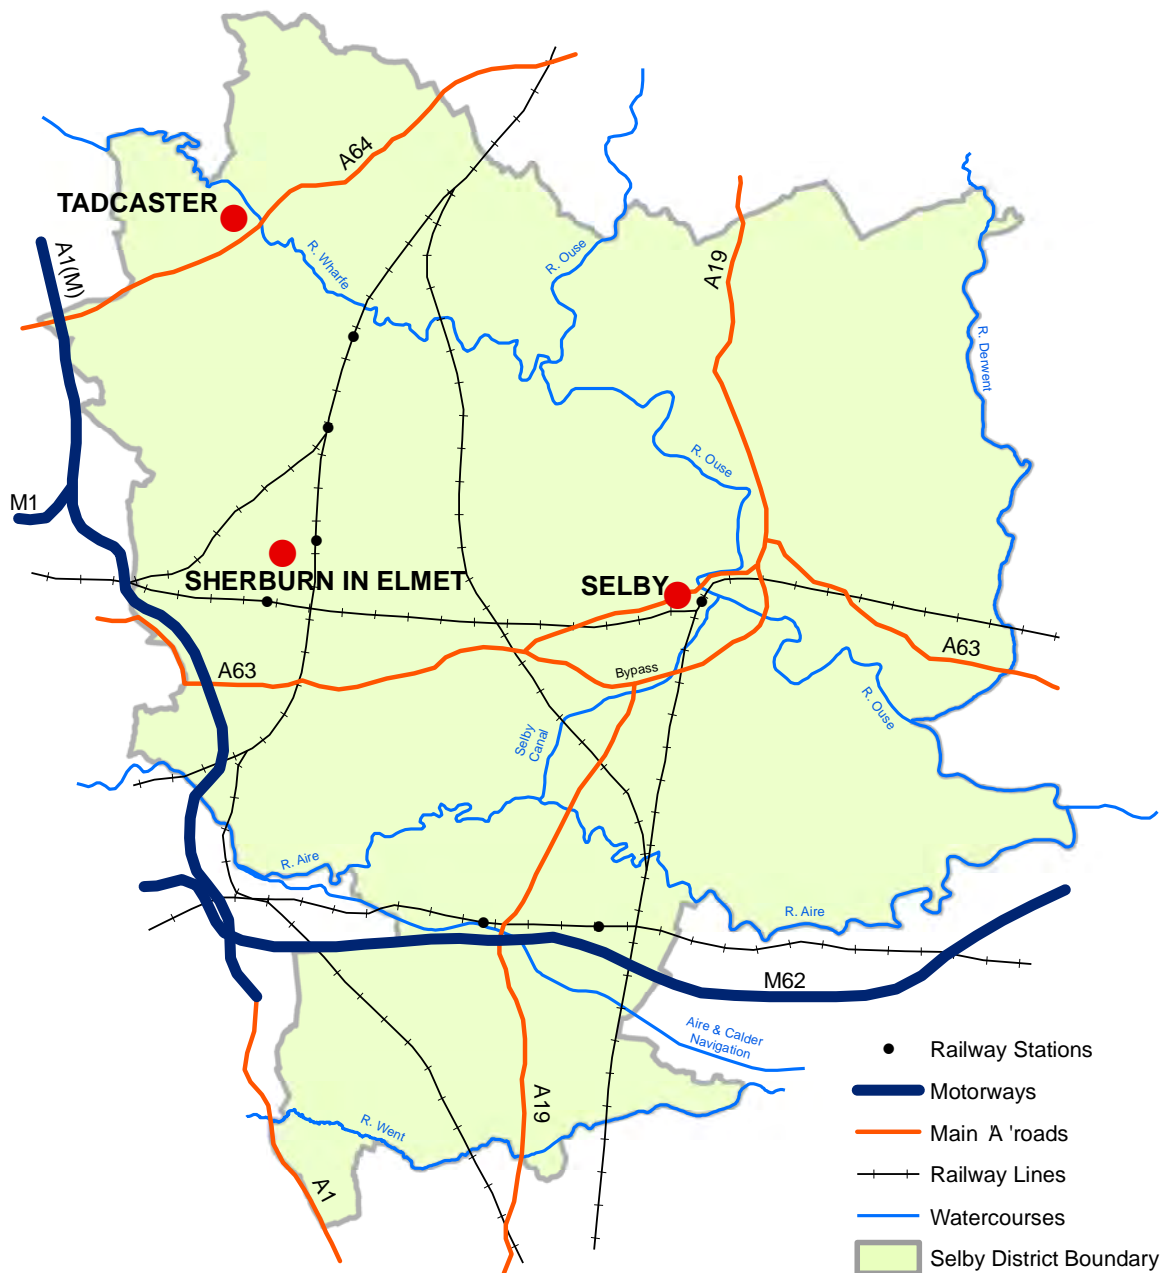 A64
TADCASTER
A1(M)
R. Wharfe
R. Ouse
A19
R. Derwent
R. Ouse
M1
SHERBURN IN ELMET
SELBY
A63
Bypass
A63
R. Ouse
Selby
Canal
R. Aire
R. Aire
M62
Aire & Calder
Navigation
A19
R. Went
A1
Railway Stations
Motorways
Main 'A 'roads
Railway Lines
Watercourses
Selby District Boundary